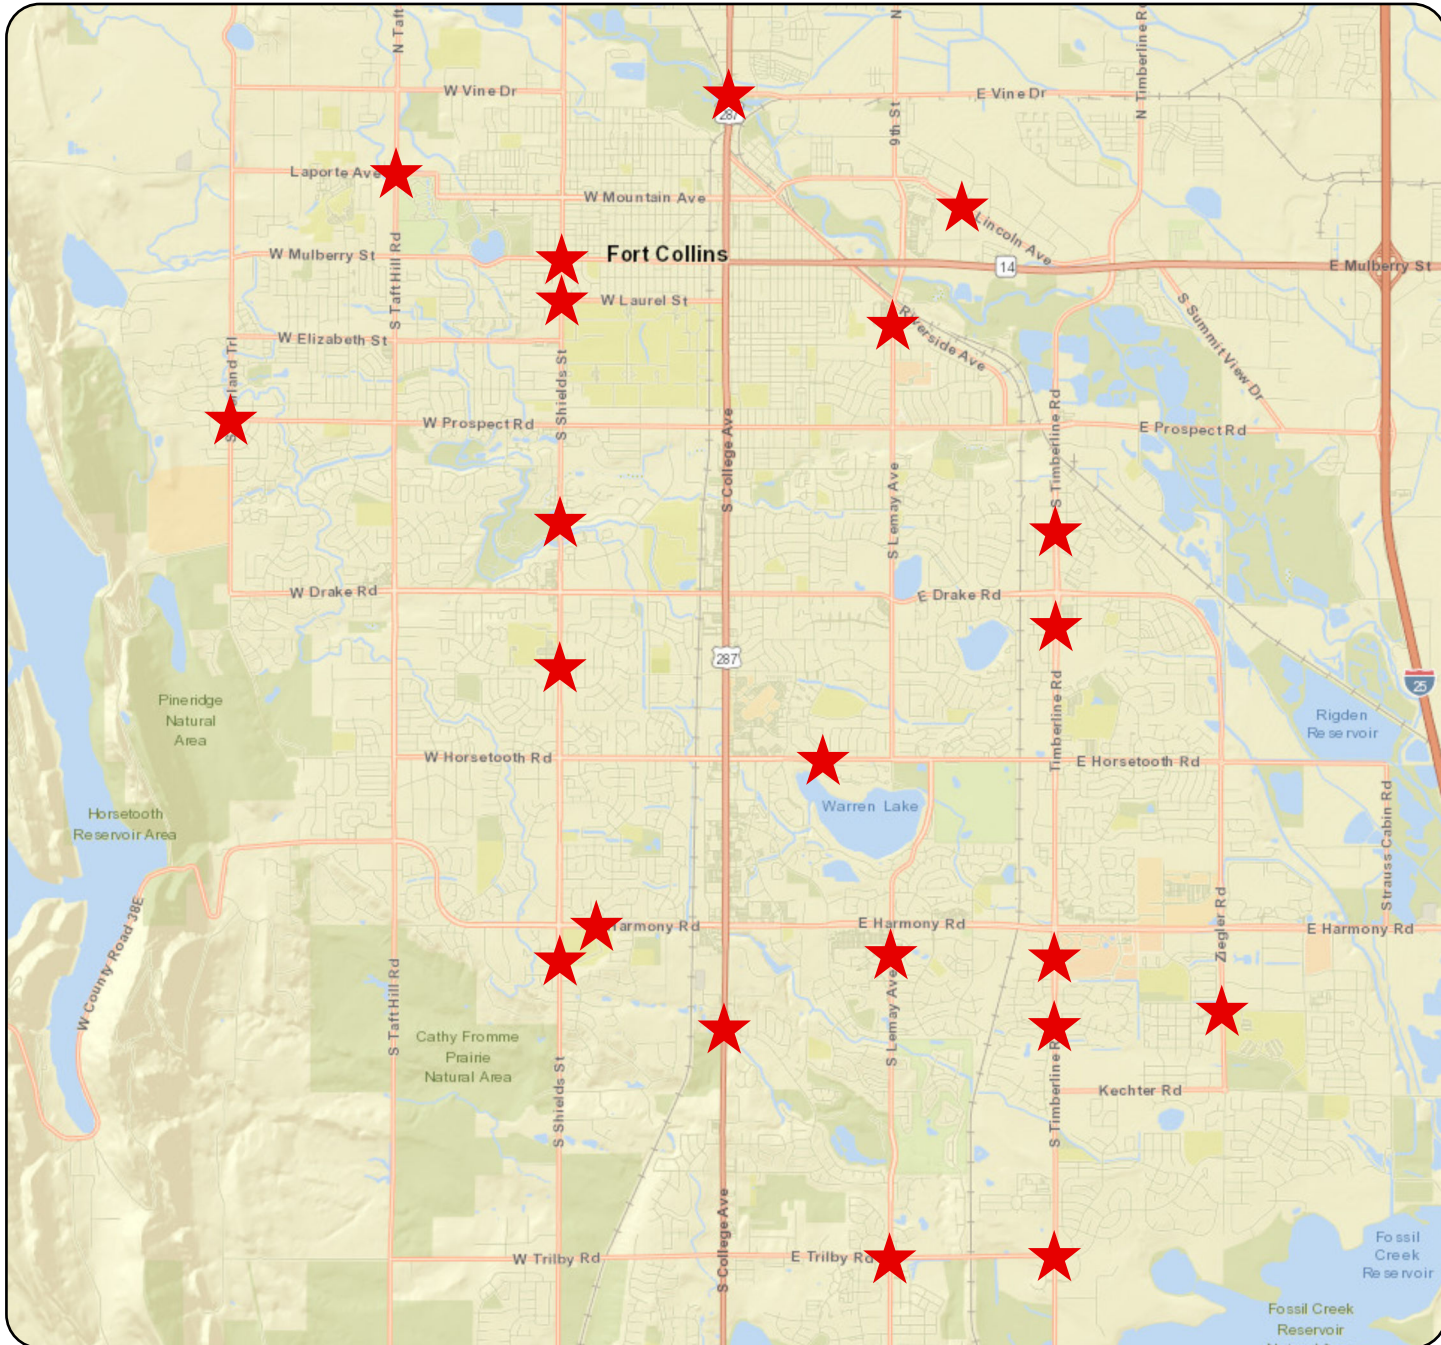 N Taft
N
N Timberline Rd
W Vine Dr
E Vine Dr
287
9th St
Laporte Ave
W Mountain Ave
Lincoln Ave
W Mulberry St
Fort Collins
14
E Mulberry St
S Taft Hill Rd
W Laurel St
Riverside Ave
S Summit View Dr
W Elizabeth St
S Shields St
W Prospect Rd
S College Ave
S Timberline Rd
E Prospect Rd
S Lemay Ave
W Drake Rd
E Drake Rd
287
Timberline Rd
25
Pineridge
Natural
Area
Rigden
Reservoir
W Horsetooth Rd
E Horsetooth Rd
Warren Lake
Horsetooth
Reservoir Area
Strauss Cabin Rd
W County Road 38E
Harmony Rd
E Harmony Rd
Ziegler Rd
E Harmony Rd
S Taft Hill Rd
S Lemay Ave
Cathy Fromme
Prairie
Natural Area
S Shields St
S Timberline R
Kechter Rd
S College Ave
W Trilby Rd
E Trilby Rd
Fossil
Creek
Reservoir
Fossil Creek
Reservoir